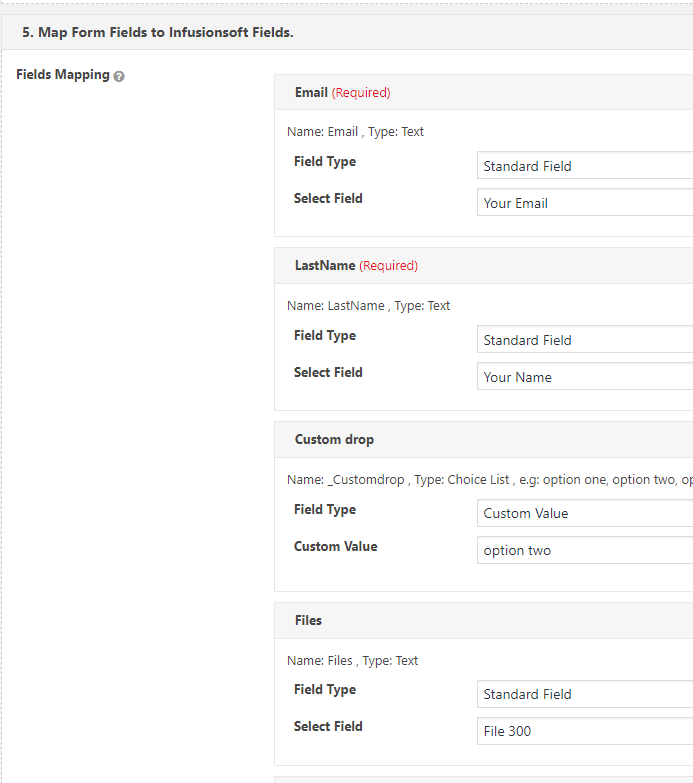 5. Map Form Fields to Infusionsoft Fields.
Fields Mapping ?
Email (Required)
Name: Email , Type: Text
Field Type
Standard Field
Select Field
Your Email
LastName (Required)
Name: LastName , Type: Text
Field Type
Standard Field
Select Field
Your Name
Custom drop
Name: _Customdrop , Type: Choice List , e.g: option one, option two, op
Field Type
Custom Value
Custom Value
option two
Files
Name: Files , Type: Text
Field Type
Standard Field
Select Field
File 300